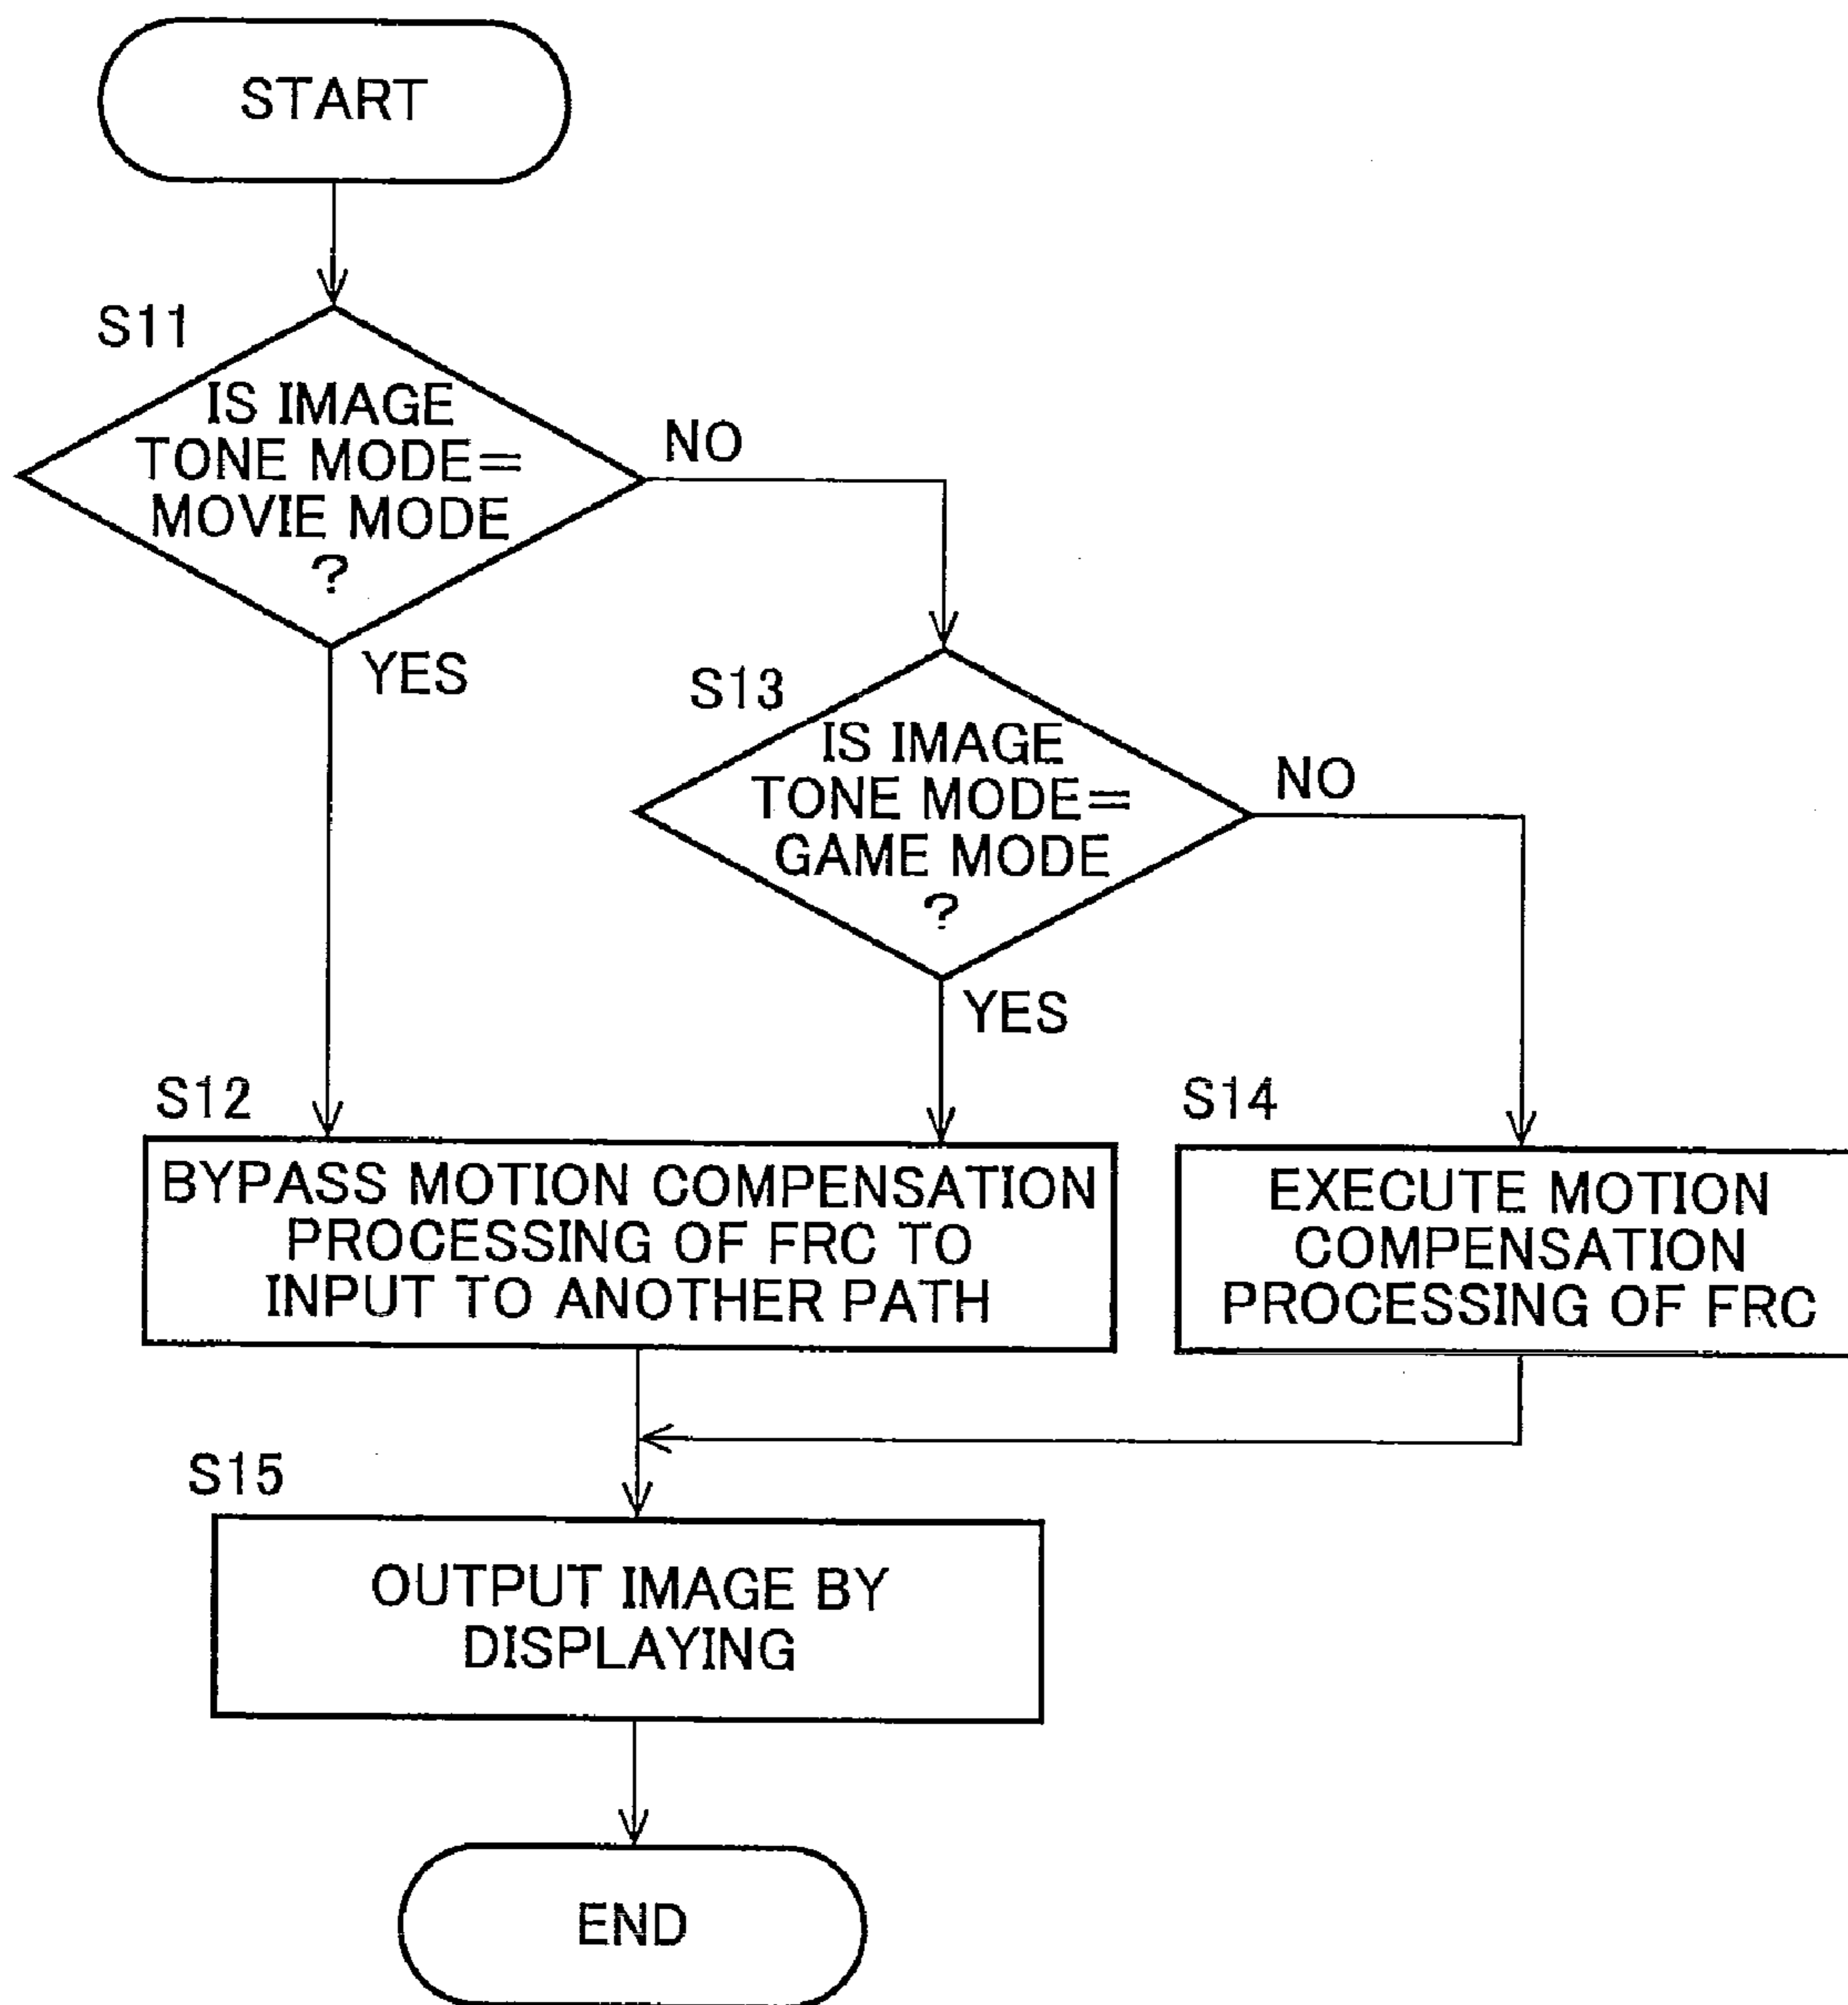 START
S11
IS IMAGE
TONE MODE=
MOVIE MODE
?
NO
YES
S13
IS IMAGE
TONE MODE=
GAME MODE
?
NO
YES
S12
BYPASS MOTION COMPENSATION
PROCESSING OF FRC TO
INPUT TO ANOTHER PATH
S14
EXECUTE MOTION
COMPENSATION
PROCESSING OF FRC
S15
OUTPUT IMAGE BY
DISPLAYING
END